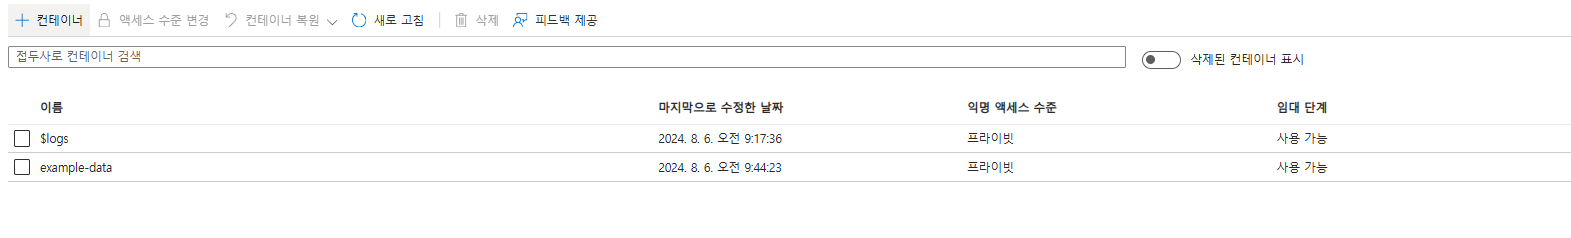 컨테이너 액세스 수준 변경 컨테이너 복원 새로 고침 삭제 피드백 제공
접두사로 컨테이너 검색 삭제된 컨테이너 표시
이름 마지막으로 수정한 날짜 익명 액세스 수준 임대 단계
$logs 2024. 8. 6. 오전 9:17:36 프라이빗 사용 가능
example-data 2024. 8. 6. 오전 9:44:23 프라이빗 사용 가능